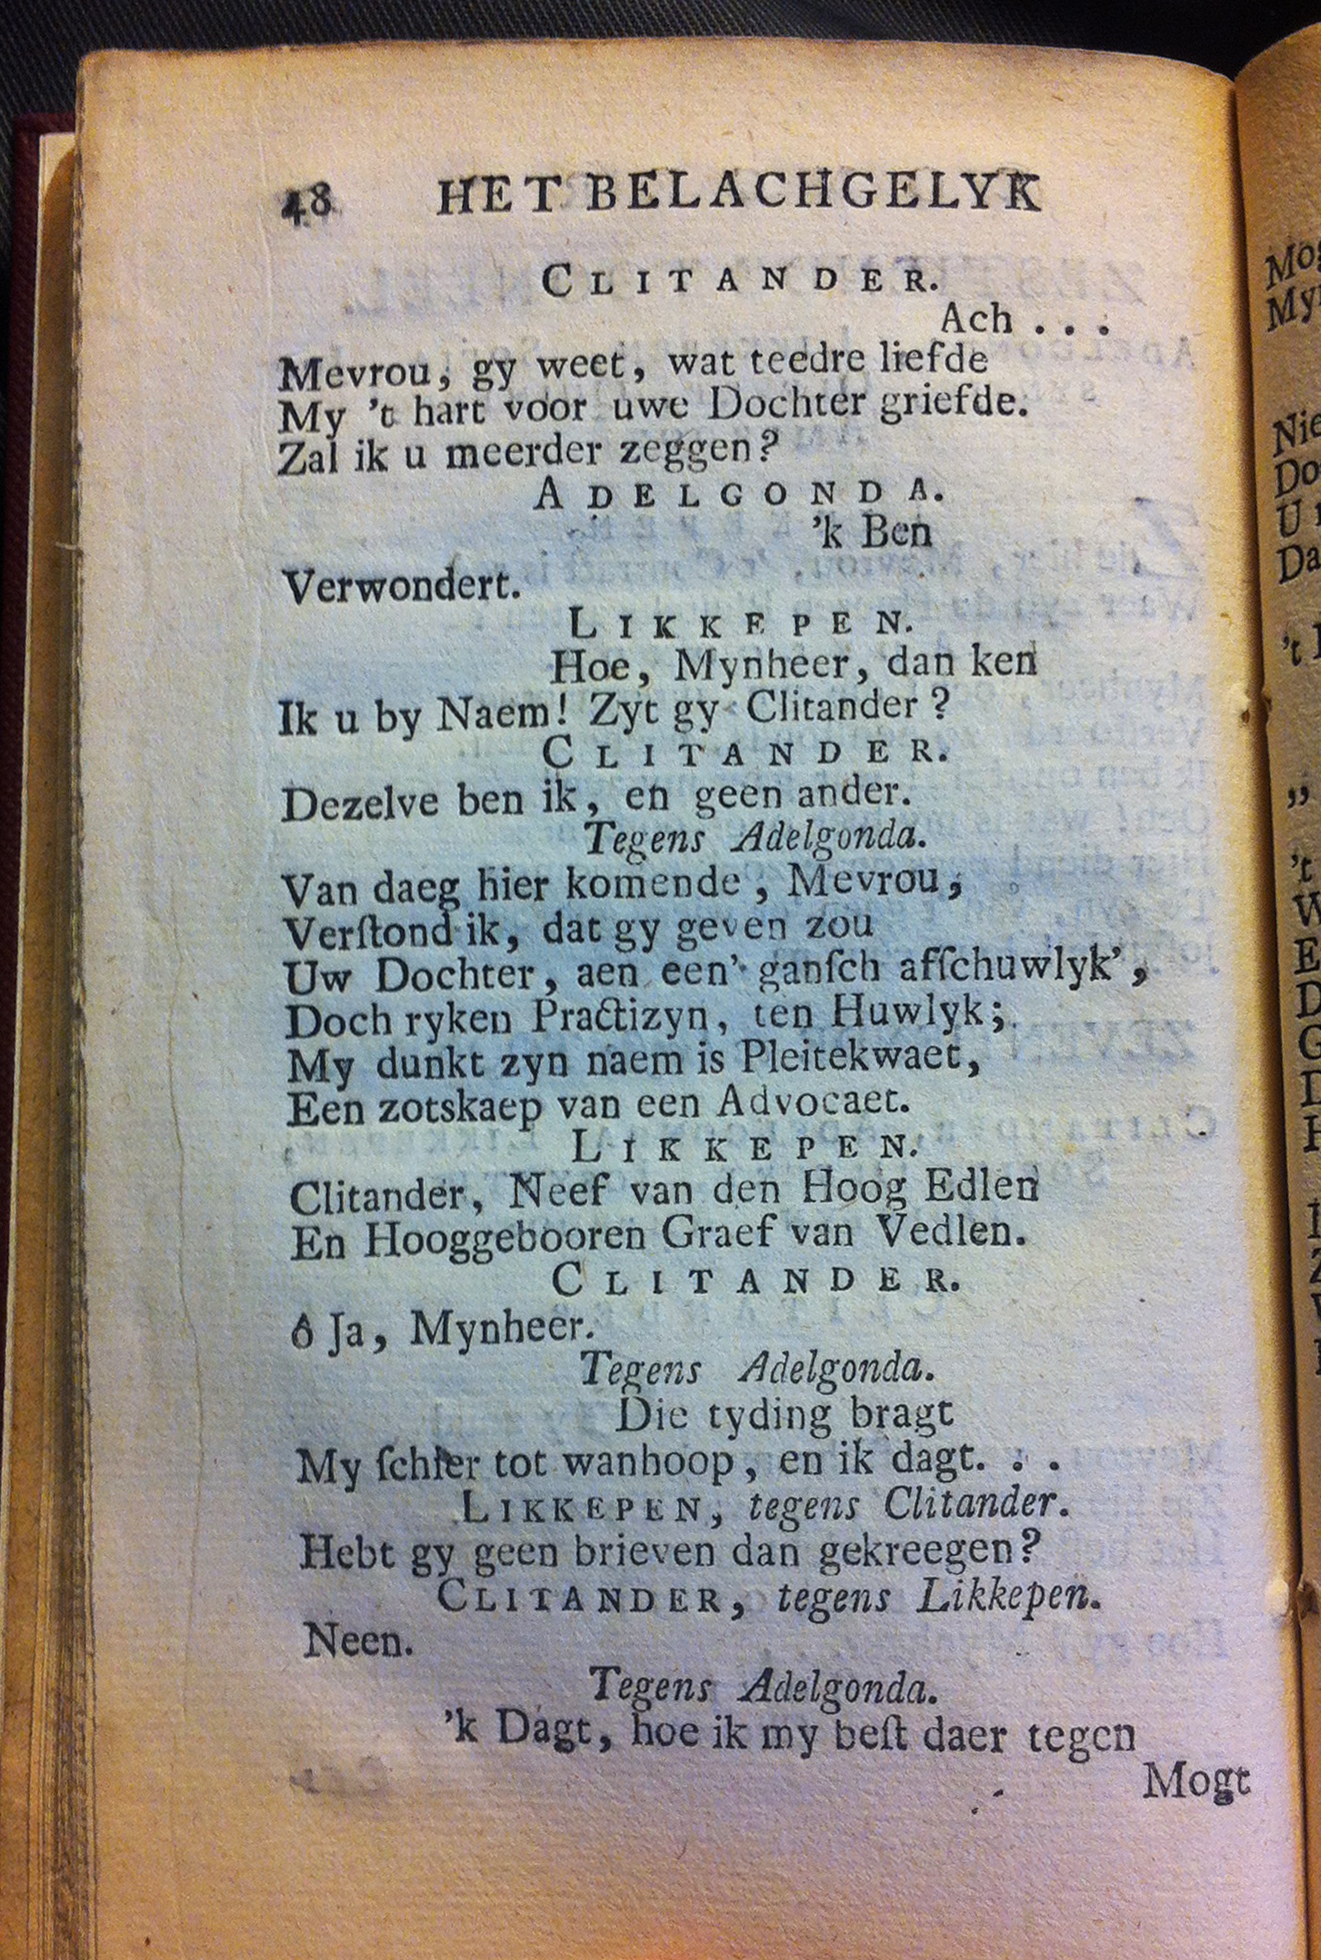 48 HET BELACHGELYK
CLITANDER.
Ach . . .
Mevrou, gy weet, wat teedre liefde
My 't hart voor uwe Dochter griefde.
Zal ik u meerder zeggen?
ADELGONDA.
'k Ben
Verwondert.
LIKKEPEN.
Hoe, Mynheer, dan ken
Ik u by Naem! Zyt gy Clitander?
CLITANDER.
Dezelve ben ik, en geen ander.
Tegens Adelgonda.
Van daeg hier komende, Mevrou,
Verſtond ik, dat gy geven zou
Uw Dochter, aen een' ganſch afſchuwlyk',
Doch ryken Practizyn, ten Huwlyk;
My dunkt zyn naem is Pleitekwaet,
Een zotskaep van een Advocaet.
LIKKEPEN.
Clitander, Neef van den Hoog Edlen
En Hooggebooren Graef van Vedlen.
CLITANDER.
ô Ja, Mynheer.
Tegens Adelgonda.
Die tyding bragt
My ſchier tot wanhoop, en ik dagt. . .
LIKKEPEN, tegens Clitander.
Hebt gy geen brieven dan gekreegen?
CLITANDER, tegens Likkepen.
Neen.
Tegens Adelgonda.
'k Dagt, hoe ik my beſt daer tegen
Mogt